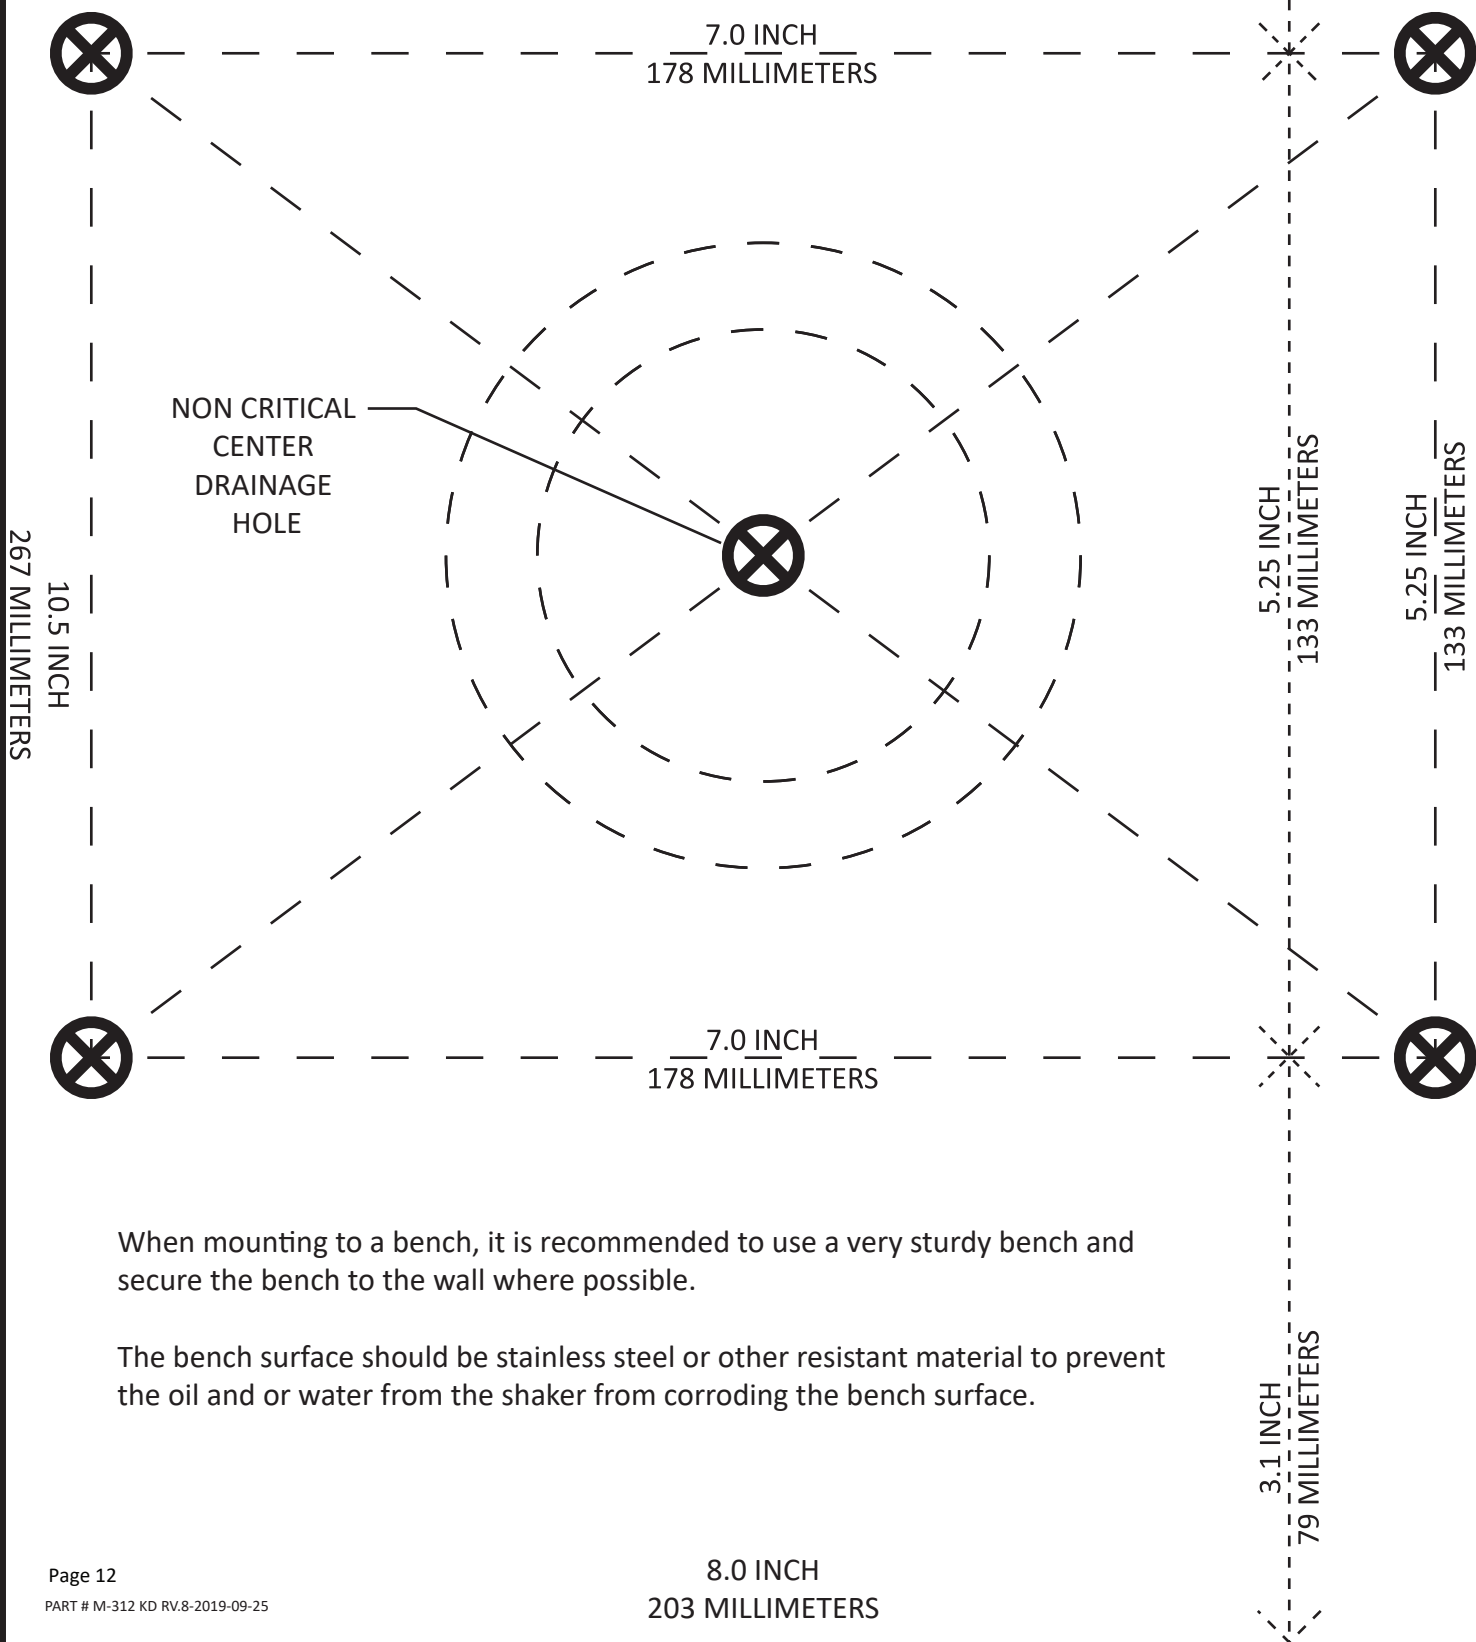 7.0 INCH
178 MILLIMETERS
NON CRITICAL
CENTER
DRAINAGE
HOLE
10.5 INCH
267 MILLIMETERS
5.25 INCH
133 MILLIMETERS
5.25 INCH
133 MILLIMETERS
7.0 INCH
178 MILLIMETERS
When mounting to a bench, it is recommended to use a very sturdy bench and
secure the bench to the wall where possible.
The bench surface should be stainless steel or other resistant material to prevent
the oil and or water from the shaker from corroding the bench surface.
3.1 INCH
79 MILLIMETERS
8.0 INCH
203 MILLIMETERS
Page 12
PART # M-312 KD RV.8-2019-09-25